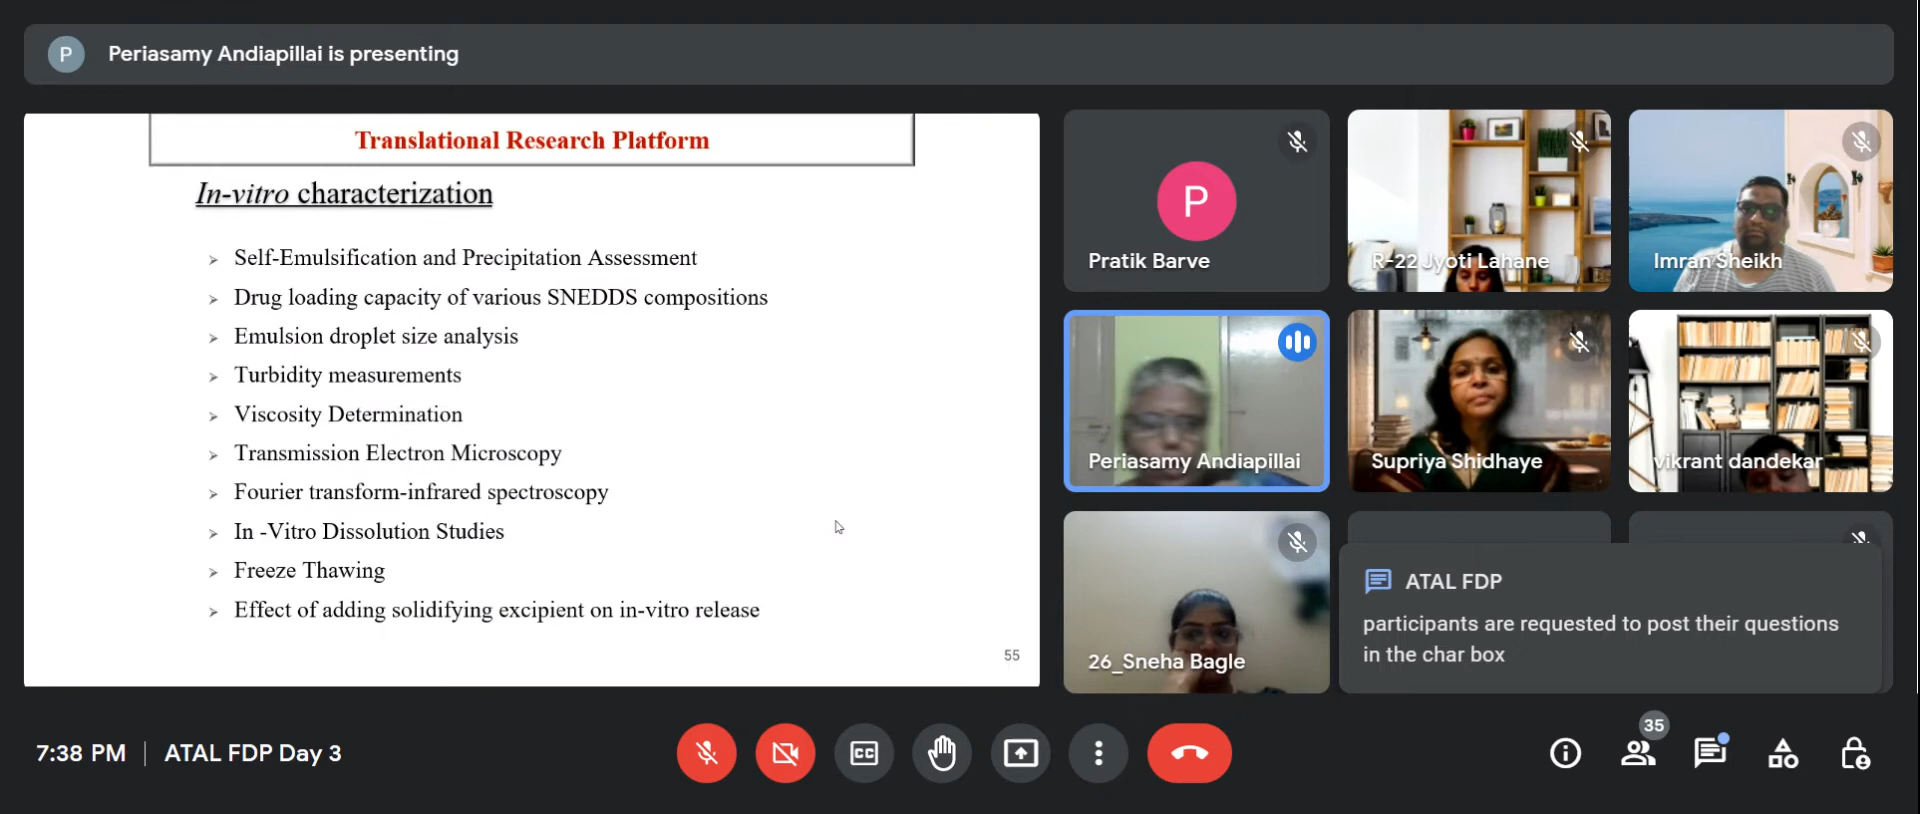 P Periasamy Andiapillai is presenting
Translational Research Platform
In-vitro characterization
Self-Emulsification and Precipitation Assessment
Drug loading capacity of various SNEDDS compositions
Emulsion droplet size analysis
Turbidity measurements
Viscosity Determination
Transmission Electron Microscopy
Fourier transform-infrared spectroscopy
In -Vitro Dissolution Studies
Freeze Thawing
Effect of adding solidifying excipient on in-vitro release
55
P
Pratik Barve
R-22 Jyoti Lahane
Imran Sheikh
Periasamy Andiapillai
Supriya Shidhaye
vikrant dandekar
26_Sneha Bagle
ATAL FDP
participants are requested to post their questions
in the char box
7:38 PM
ATAL FDP Day 3
CC
35